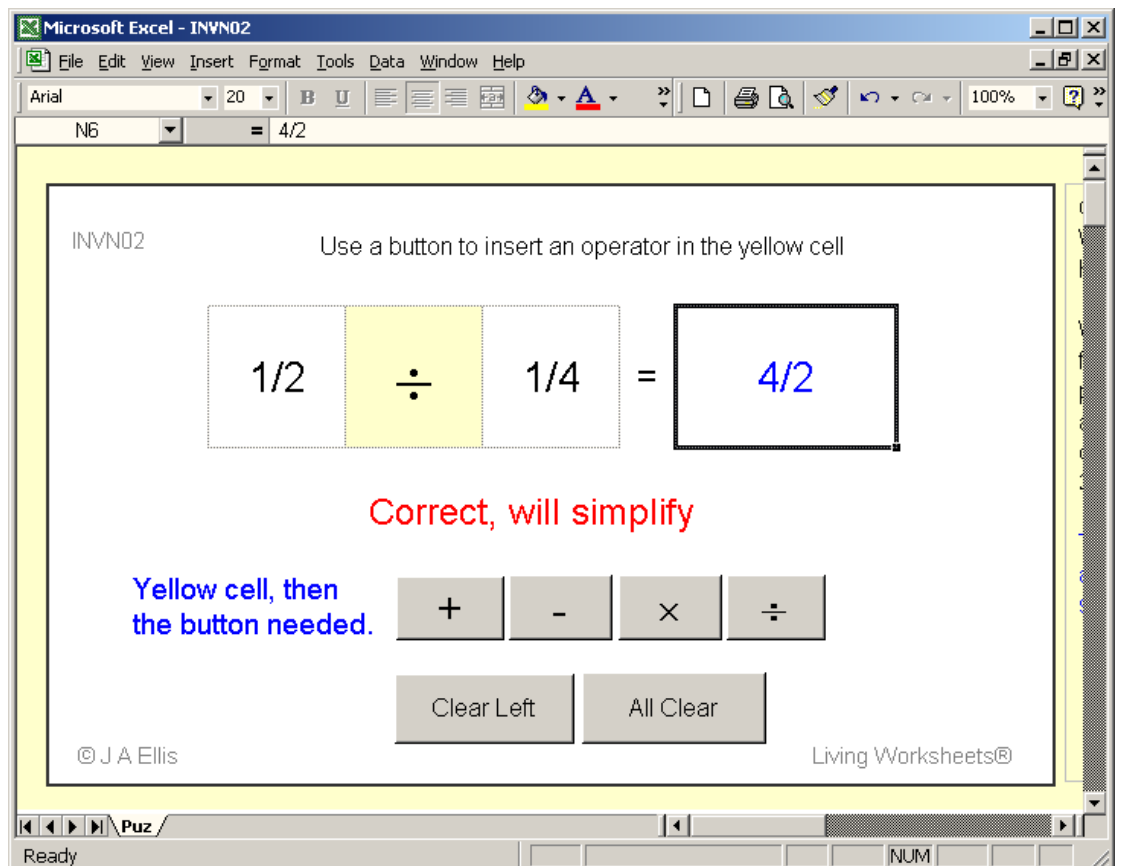 Microsoft Excel - INVN02
File Edit View Insert Format Tools Data Window Help
Arial 20 B U A 100%
N6 = 4/2
INVN02
Use a button to insert an operator in the yellow cell
1/2 ÷ 1/4 = 4/2
Correct, will simplify
Yellow cell, then
the button needed.
+ - × ÷
Clear Left All Clear
© J A Ellis Living Worksheets®
Puz
Ready NUM